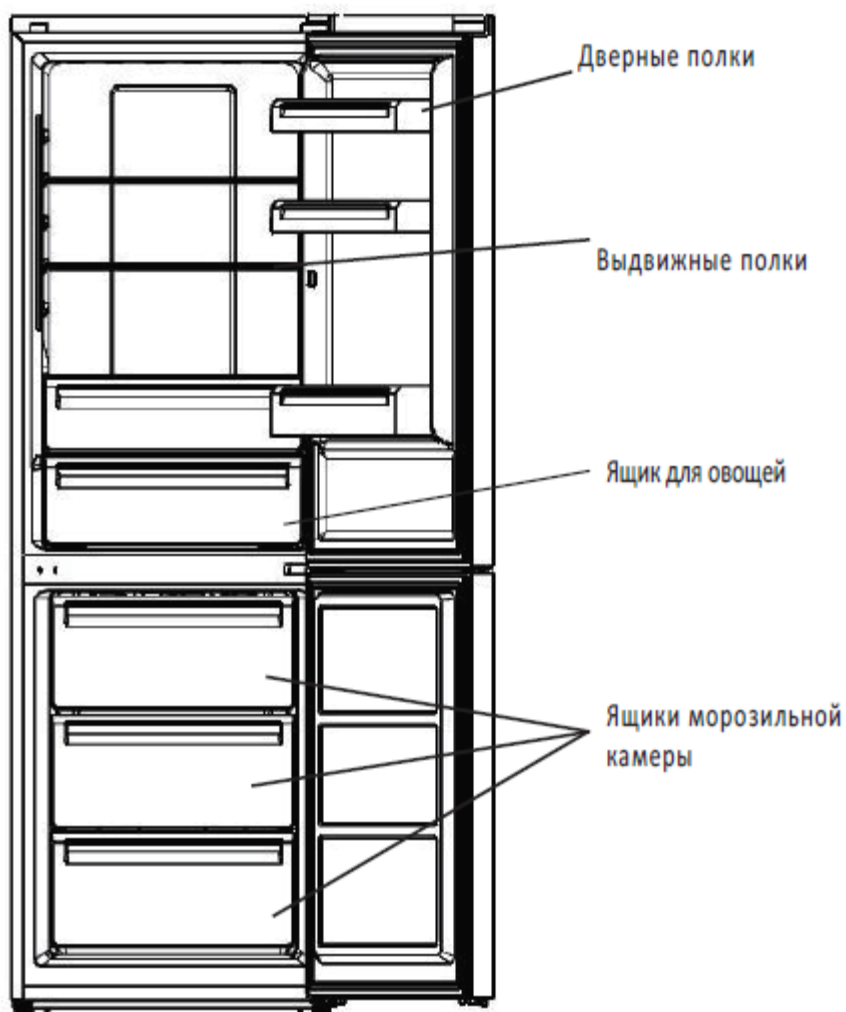 Дверные полки
Выдвижные полки
Ящик для овощей
Ящики морозильной
камеры